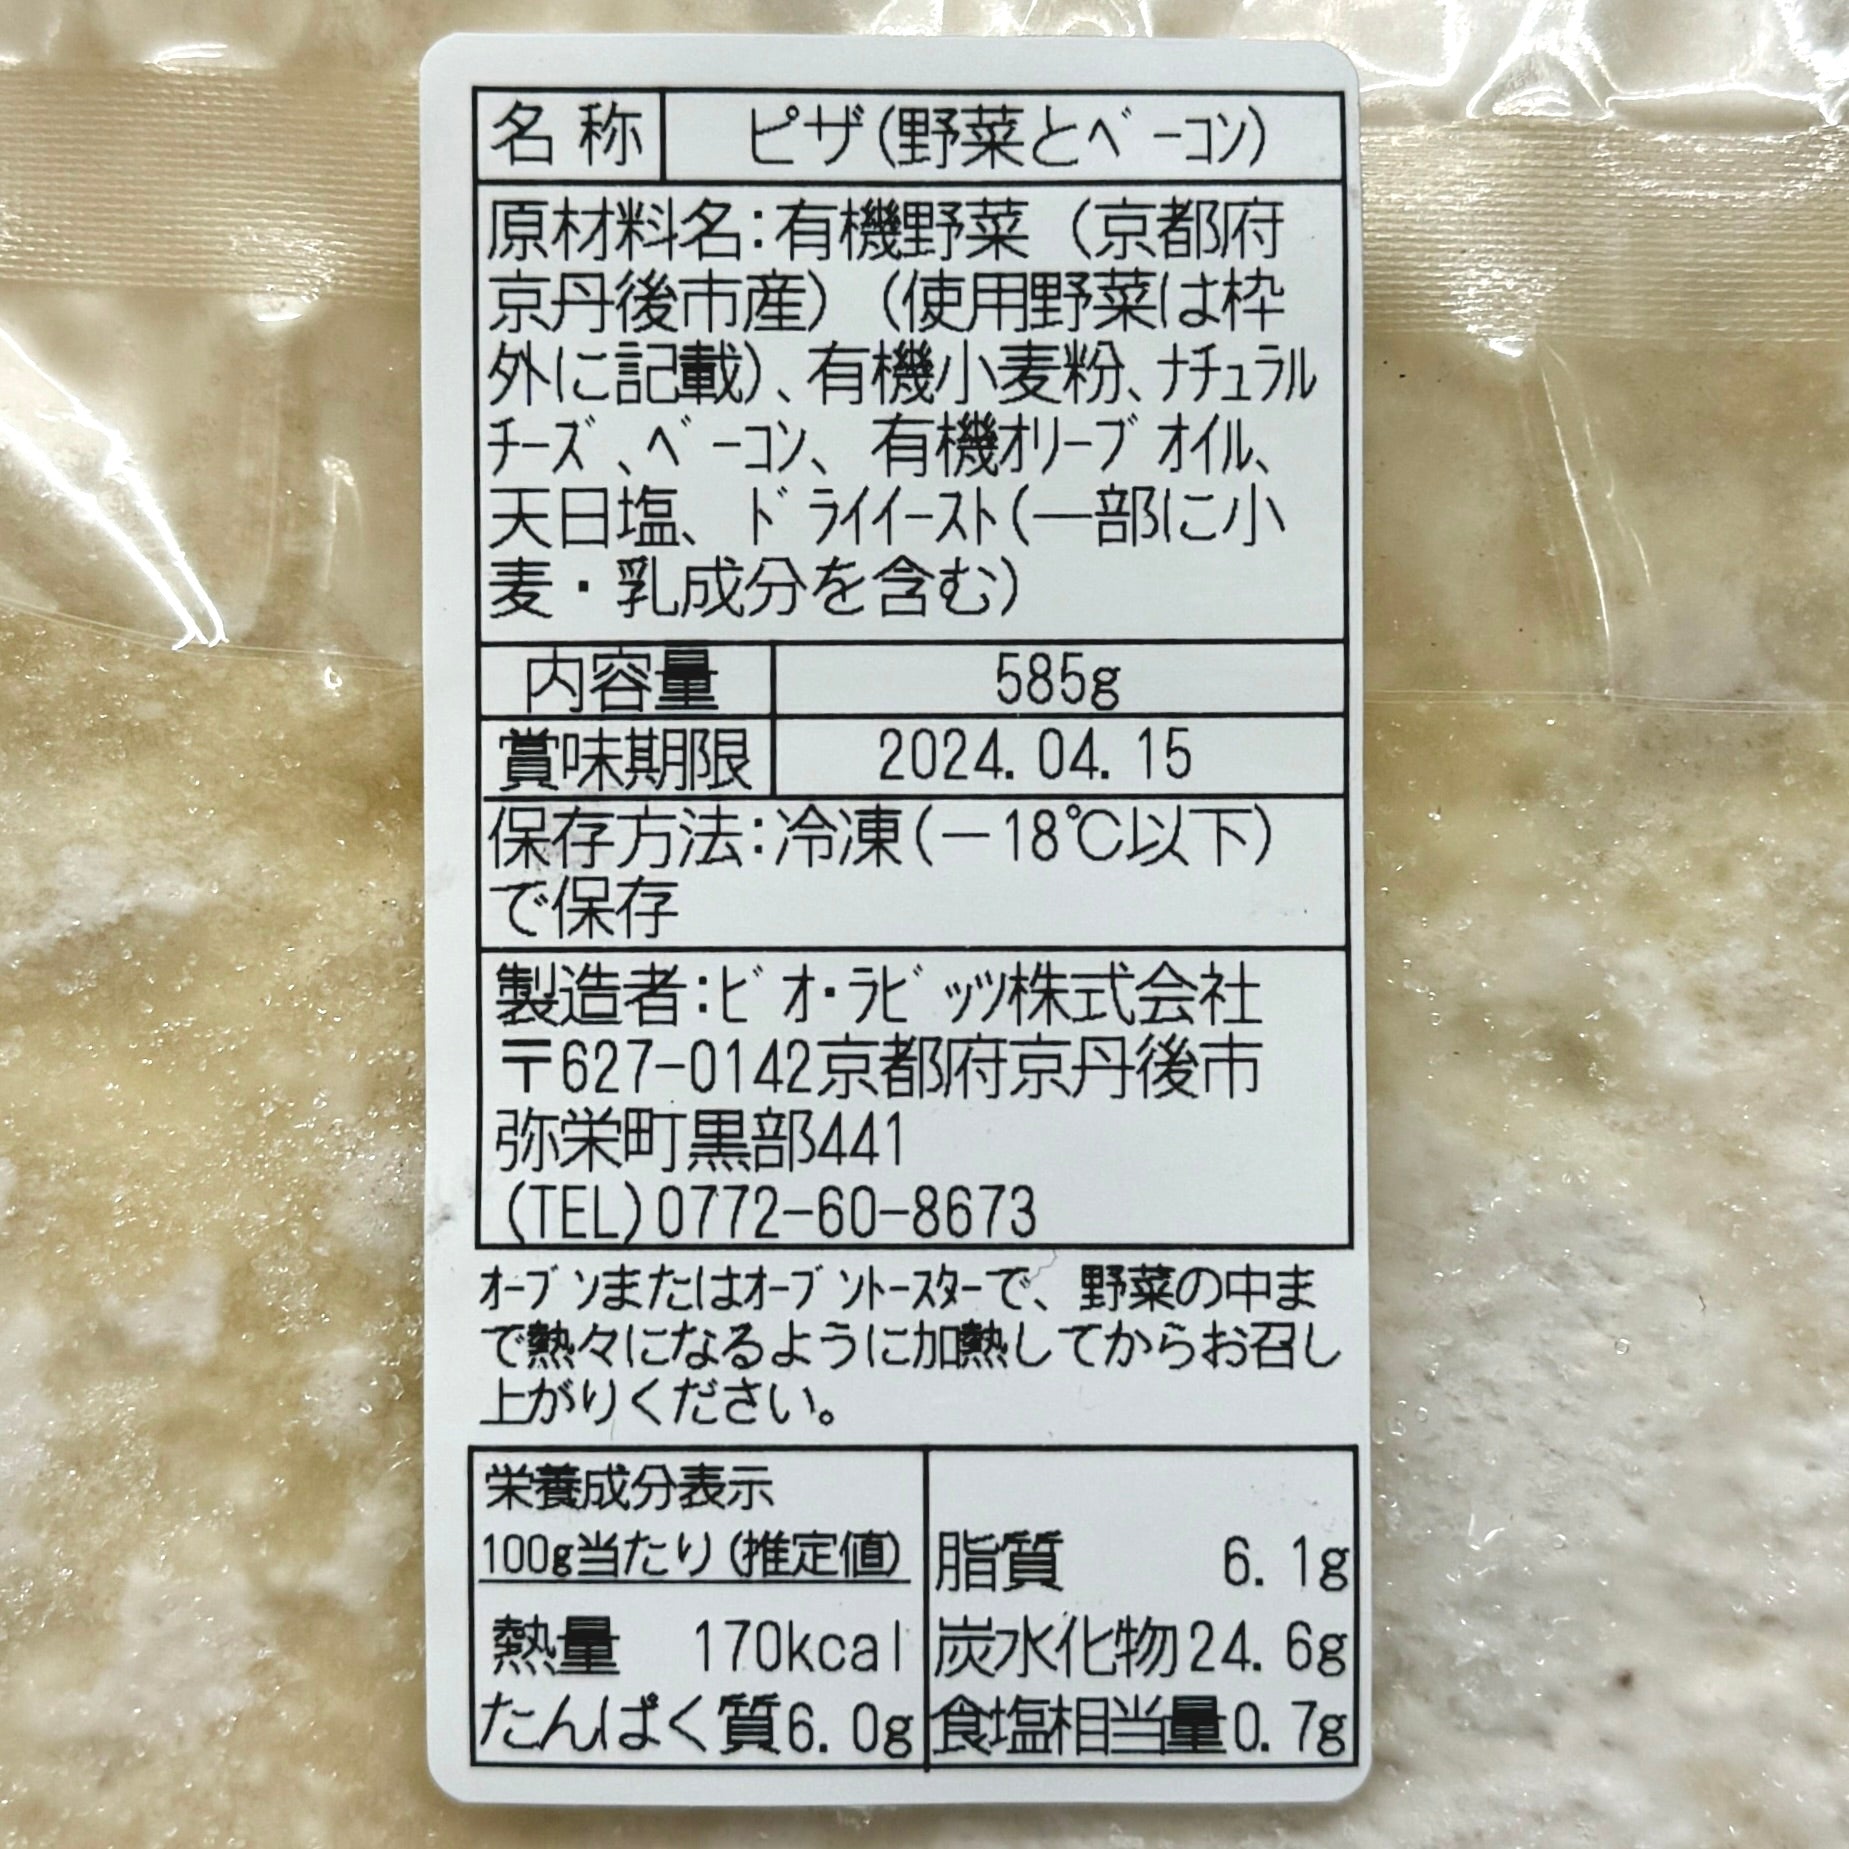 名称 ピザ(野菜とﾍﾞｰｺﾝ)
原材料名:有機野菜（京都府
京丹後市産）（使用野菜は枠
外に記載）、有機小麦粉、ﾅﾁｭﾗﾙ
ﾁｰｽﾞ、ﾍﾞｰｺﾝ、有機ｵﾘｰﾌﾞｵｲﾙ、
天日塩、ﾄﾞﾗｲｲｰｽﾄ(一部に小
麦・乳成分を含む)
内容量 585g
賞味期限 2024.04.15
保存方法:冷凍(－18℃以下)
で保存
製造者:ﾋﾞｵ・ﾗﾋﾞｯﾂ株式会社
〒627-0142京都府京丹後市
弥栄町黒部441
(TEL)0772-60-8673
ｵｰﾌﾞﾝまたはｵｰﾌﾞﾝﾄｰｽﾀｰで、野菜の中ま
で熱々になるように加熱してからお召し
上がりください。
栄養成分表示
100g当たり(推定値)
熱量 170kcal
たんぱく質6.0g
脂質 6.1g
炭水化物24.6g
食塩相当量0.7g